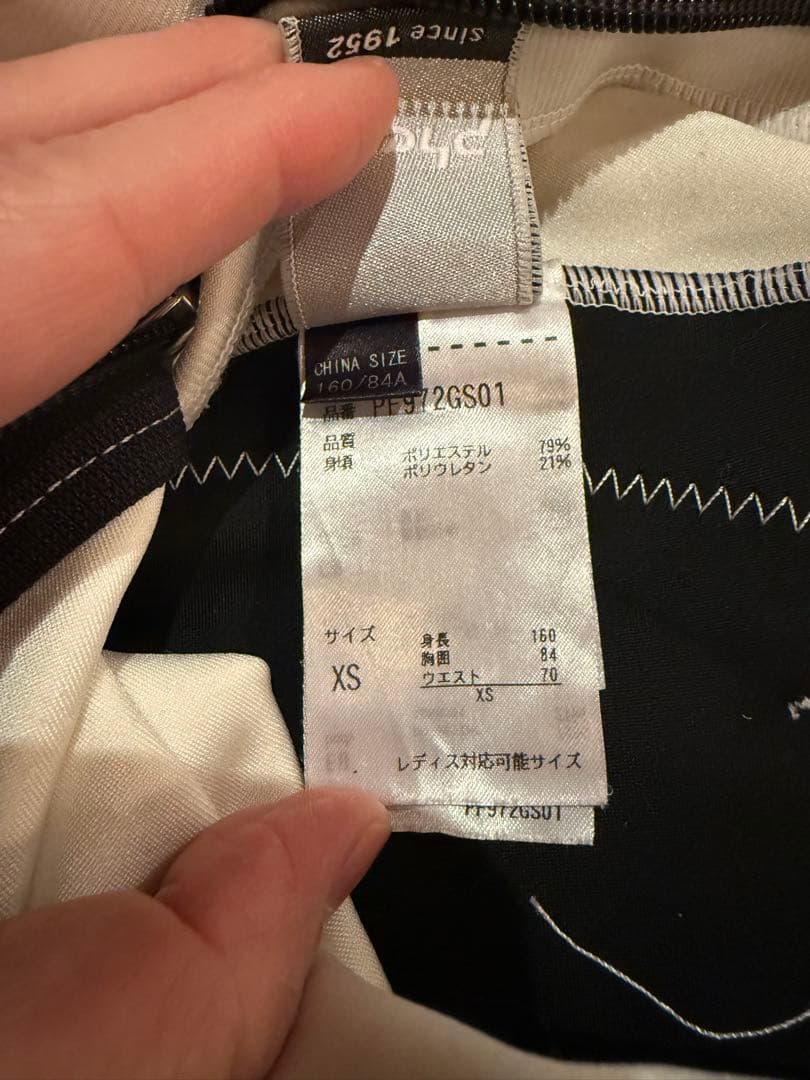 since 1952
Phe
CHINA SIZE
160/84A
品番 PF972GS01
品質
身頃 ポリエステル 79%
ポリウレタン 21%
サイズ 身長 160
胸囲 84
XS ウエスト 70
XS
レディス対応可能サイズ
PF972GS01